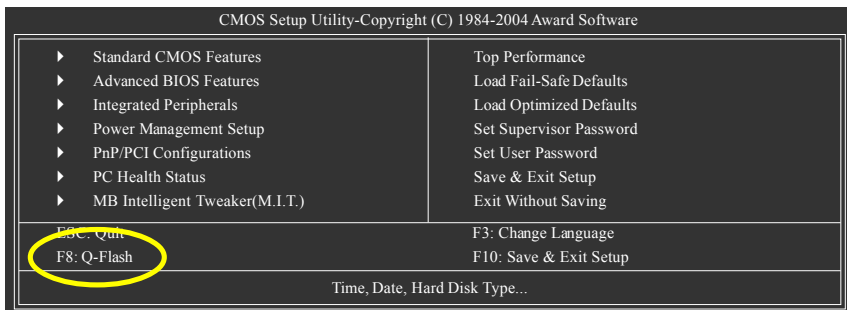 CMOS Setup Utility-Copyright (C) 1984-2004 Award Software
Standard CMOS Features
Advanced BIOS Features
Integrated Peripherals
Power Management Setup
PnP/PCI Configurations
PC Health Status
MB Intelligent Tweaker(M.I.T.)
Top Performance
Load Fail-Safe Defaults
Load Optimized Defaults
Set Supervisor Password
Set User Password
Save & Exit Setup
Exit Without Saving
ESC: Quit
F3: Change Language
F8: Q-Flash
F10: Save & Exit Setup
Time, Date, Hard Disk Type...